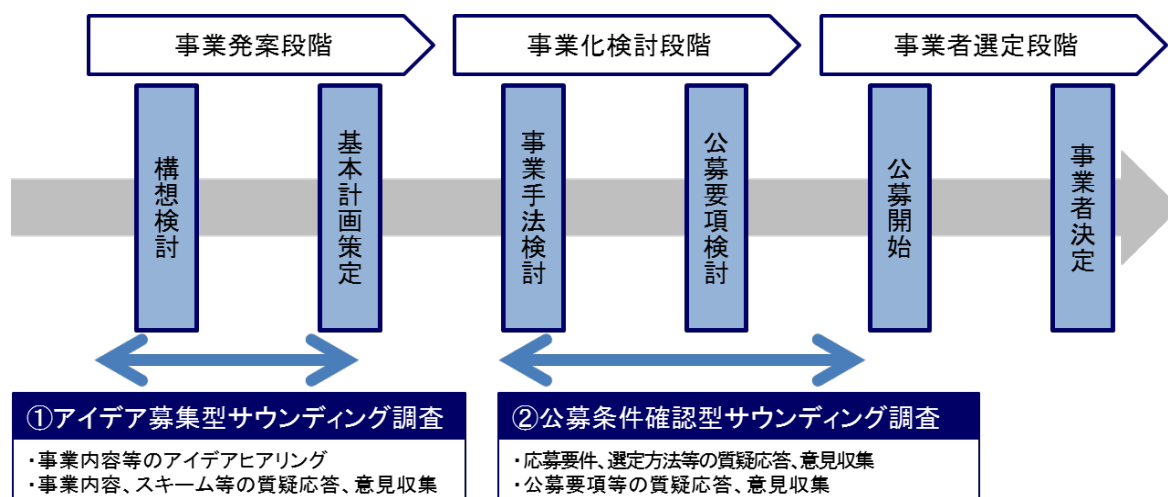 事業発案段階
事業化検討段階
事業者選定段階
構想検討
基本計画策定
事業手法検討
公募要項検討
公募開始
事業者決定
①アイデア募集型サウンディング調査
・事業内容等のアイデアヒアリング
・事業内容、スキーム等の質疑応答、意見収集
②公募条件確認型サウンディング調査
・応募要件、選定方法等の質疑応答、意見収集
・公募要項等の質疑応答、意見収集